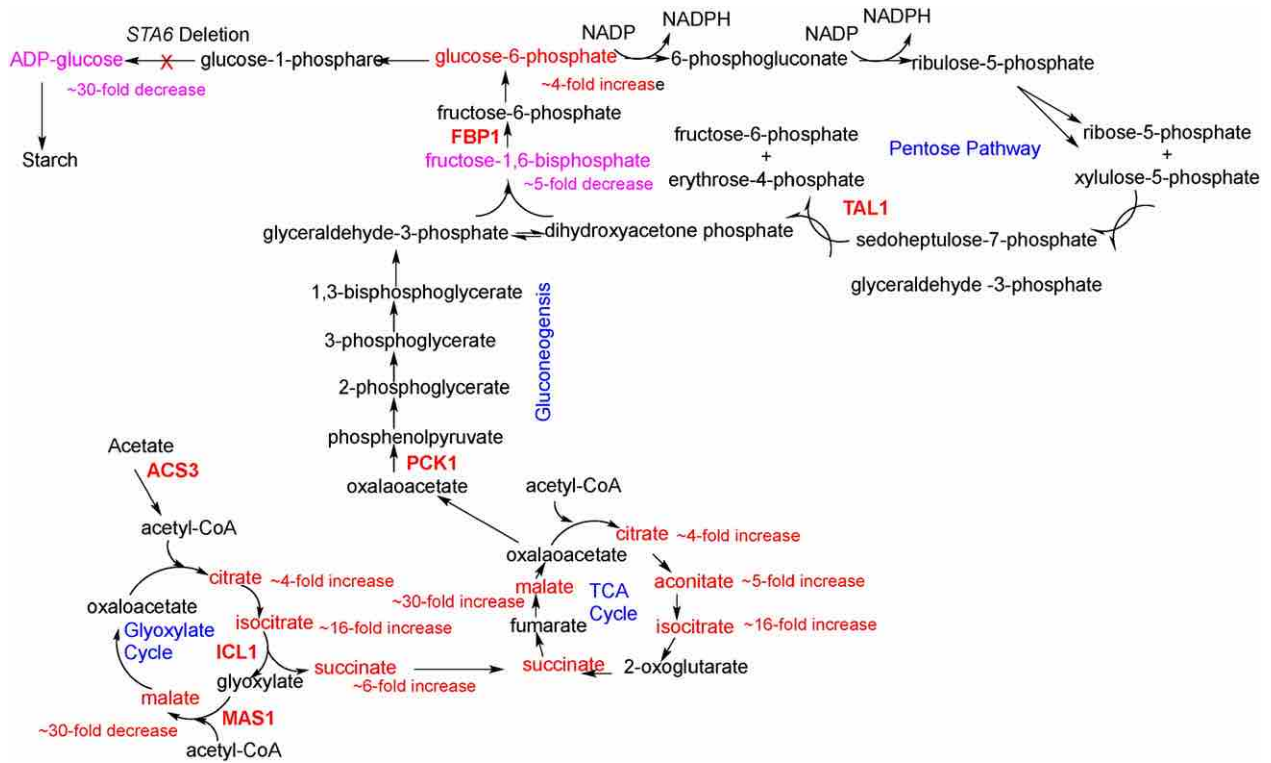 STA6 Deletion
NADP
NADPH
NADP
NADPH
ADP-glucose
X
glucose-1-phosphare
glucose-6-phosphate
6-phosphogluconate
ribulose-5-phosphate
~30-fold decrease
~4-fold increase
Starch
fructose-6-phosphate
FBP1
fructose-1,6-bisphosphate
~5-fold decrease
fructose-6-phosphate
+
erythrose-4-phosphate
Pentose Pathway
ribose-5-phosphate
+
xylulose-5-phosphate
TAL1
glyceraldehyde-3-phosphate
dihydroxyacetone phosphate
sedoheptulose-7-phosphate
glyceraldehyde -3-phosphate
1,3-bisphosphoglycerate
3-phosphoglycerate
2-phosphoglycerate
Gluconeogensis
phosphenolpyruvate
PCK1
oxalaoacetate
Acetate
ACS3
acetyl-CoA
citrate ~4-fold increase
oxaloacetate
Glyoxylate
Cycle
isocitrate ~16-fold increase
ICL1
glyoxylate
succinate
~6-fold increase
malate
~30-fold decrease
MAS1
acetyl-CoA
acetyl-CoA
citrate ~4-fold increase
oxalaoacetate
aconitate ~5-fold increase
malate
~30-fold increase
TCA
Cycle
fumarate
isocitrate ~16-fold increase
succinate
2-oxoglutarate